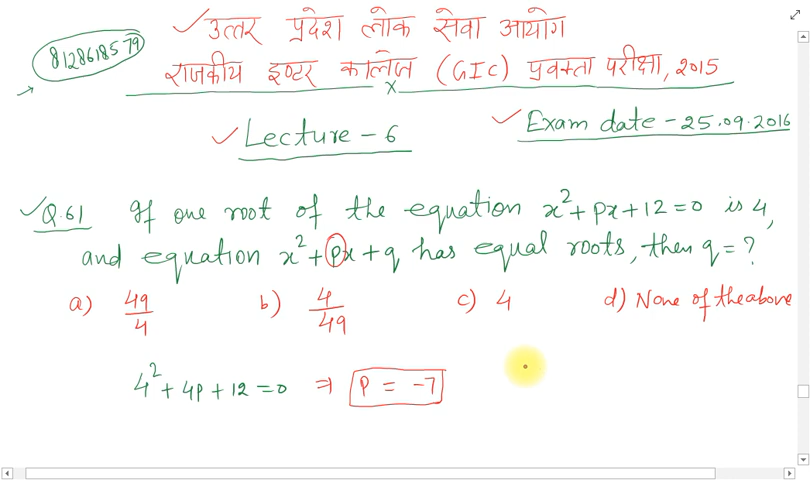 उत्तर प्रदेश लोक सेवा आयोग
8128618579
राजकीय इण्टर कालेज (GIC) प्रवक्ता परीक्षा, 2015
x
Lecture - 6
Exam date - 25.09.2016
Q.61 If one root of the equation x² + px + 12 = 0 is 4,
and equation x² + px + q has equal roots, then q = ?
a) 49/4 b) 4/49 c) 4 d) None of the above
4² + 4p + 12 = 0 ⇒ p = -7